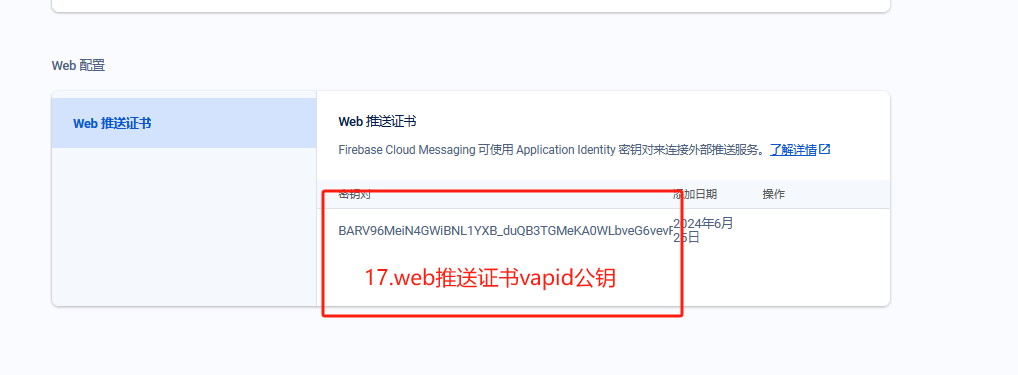 Web 配置
Web 推送证书
Web 推送证书
Firebase Cloud Messaging 可使用 Application Identity 密钥对来连接外部推送服务。了解详情
密钥对 添加日期 操作
BARV96MeiN4GWiBNL1YXB_duQB3TGMeKA0WLbveG6vevF 2024年6月
25日
17.web推送证书vapid公钥